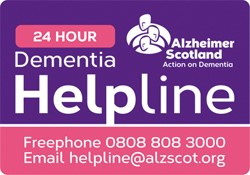 24 HOUR
Alzheimer
Scotland
Action on Dementia
Dementia
Helpline
Freephone 0808 808 3000
Email helpline@alzscot.org